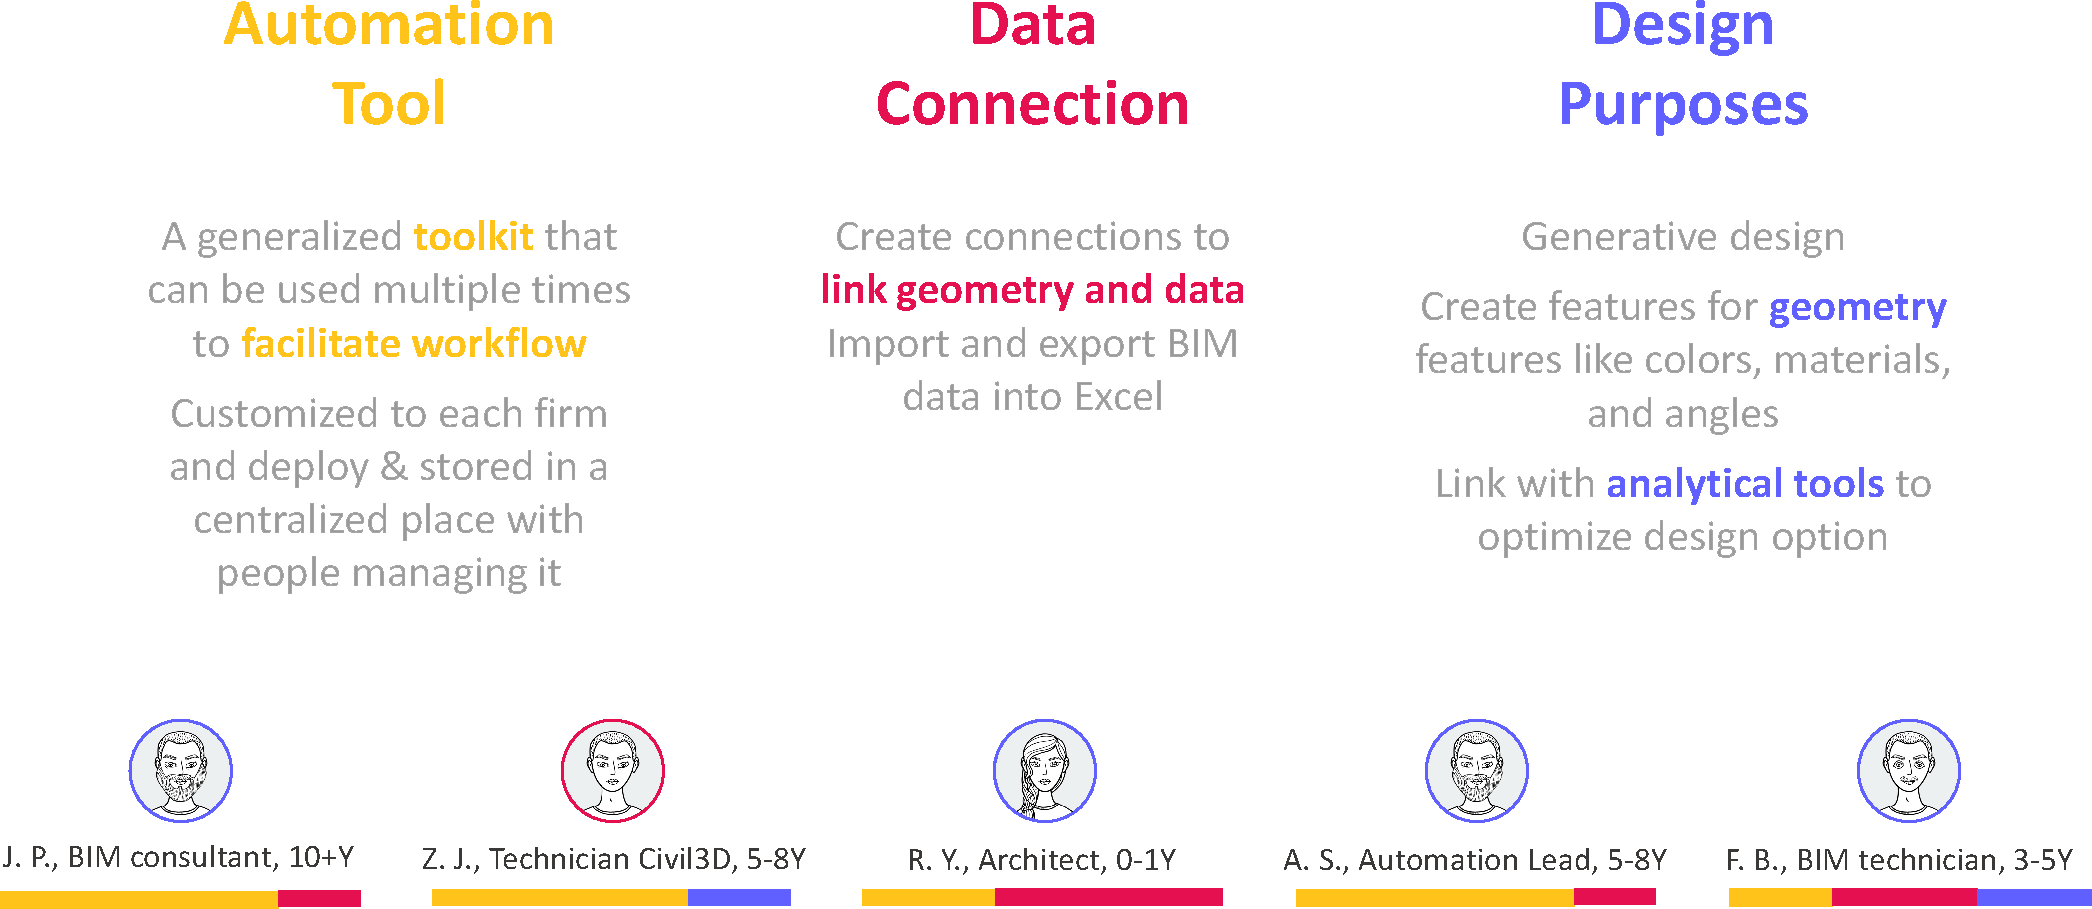 Automation
Tool
A generalized toolkit that
can be used multiple times
to facilitate workflow
Customized to each firm
and deploy & stored in a
centralized place with
people managing it
Data
Connection
Create connections to
link geometry and data
Import and export BIM
data into Excel
Design
Purposes
Generative design
Create features for geometry
features like colors, materials,
and angles
Link with analytical tools to
optimize design option
J. P., BIM consultant, 10+Y
Z. J., Technician Civil3D, 5-8Y
R. Y., Architect, 0-1Y
A. S., Automation Lead, 5-8Y
F. B., BIM technician, 3-5Y